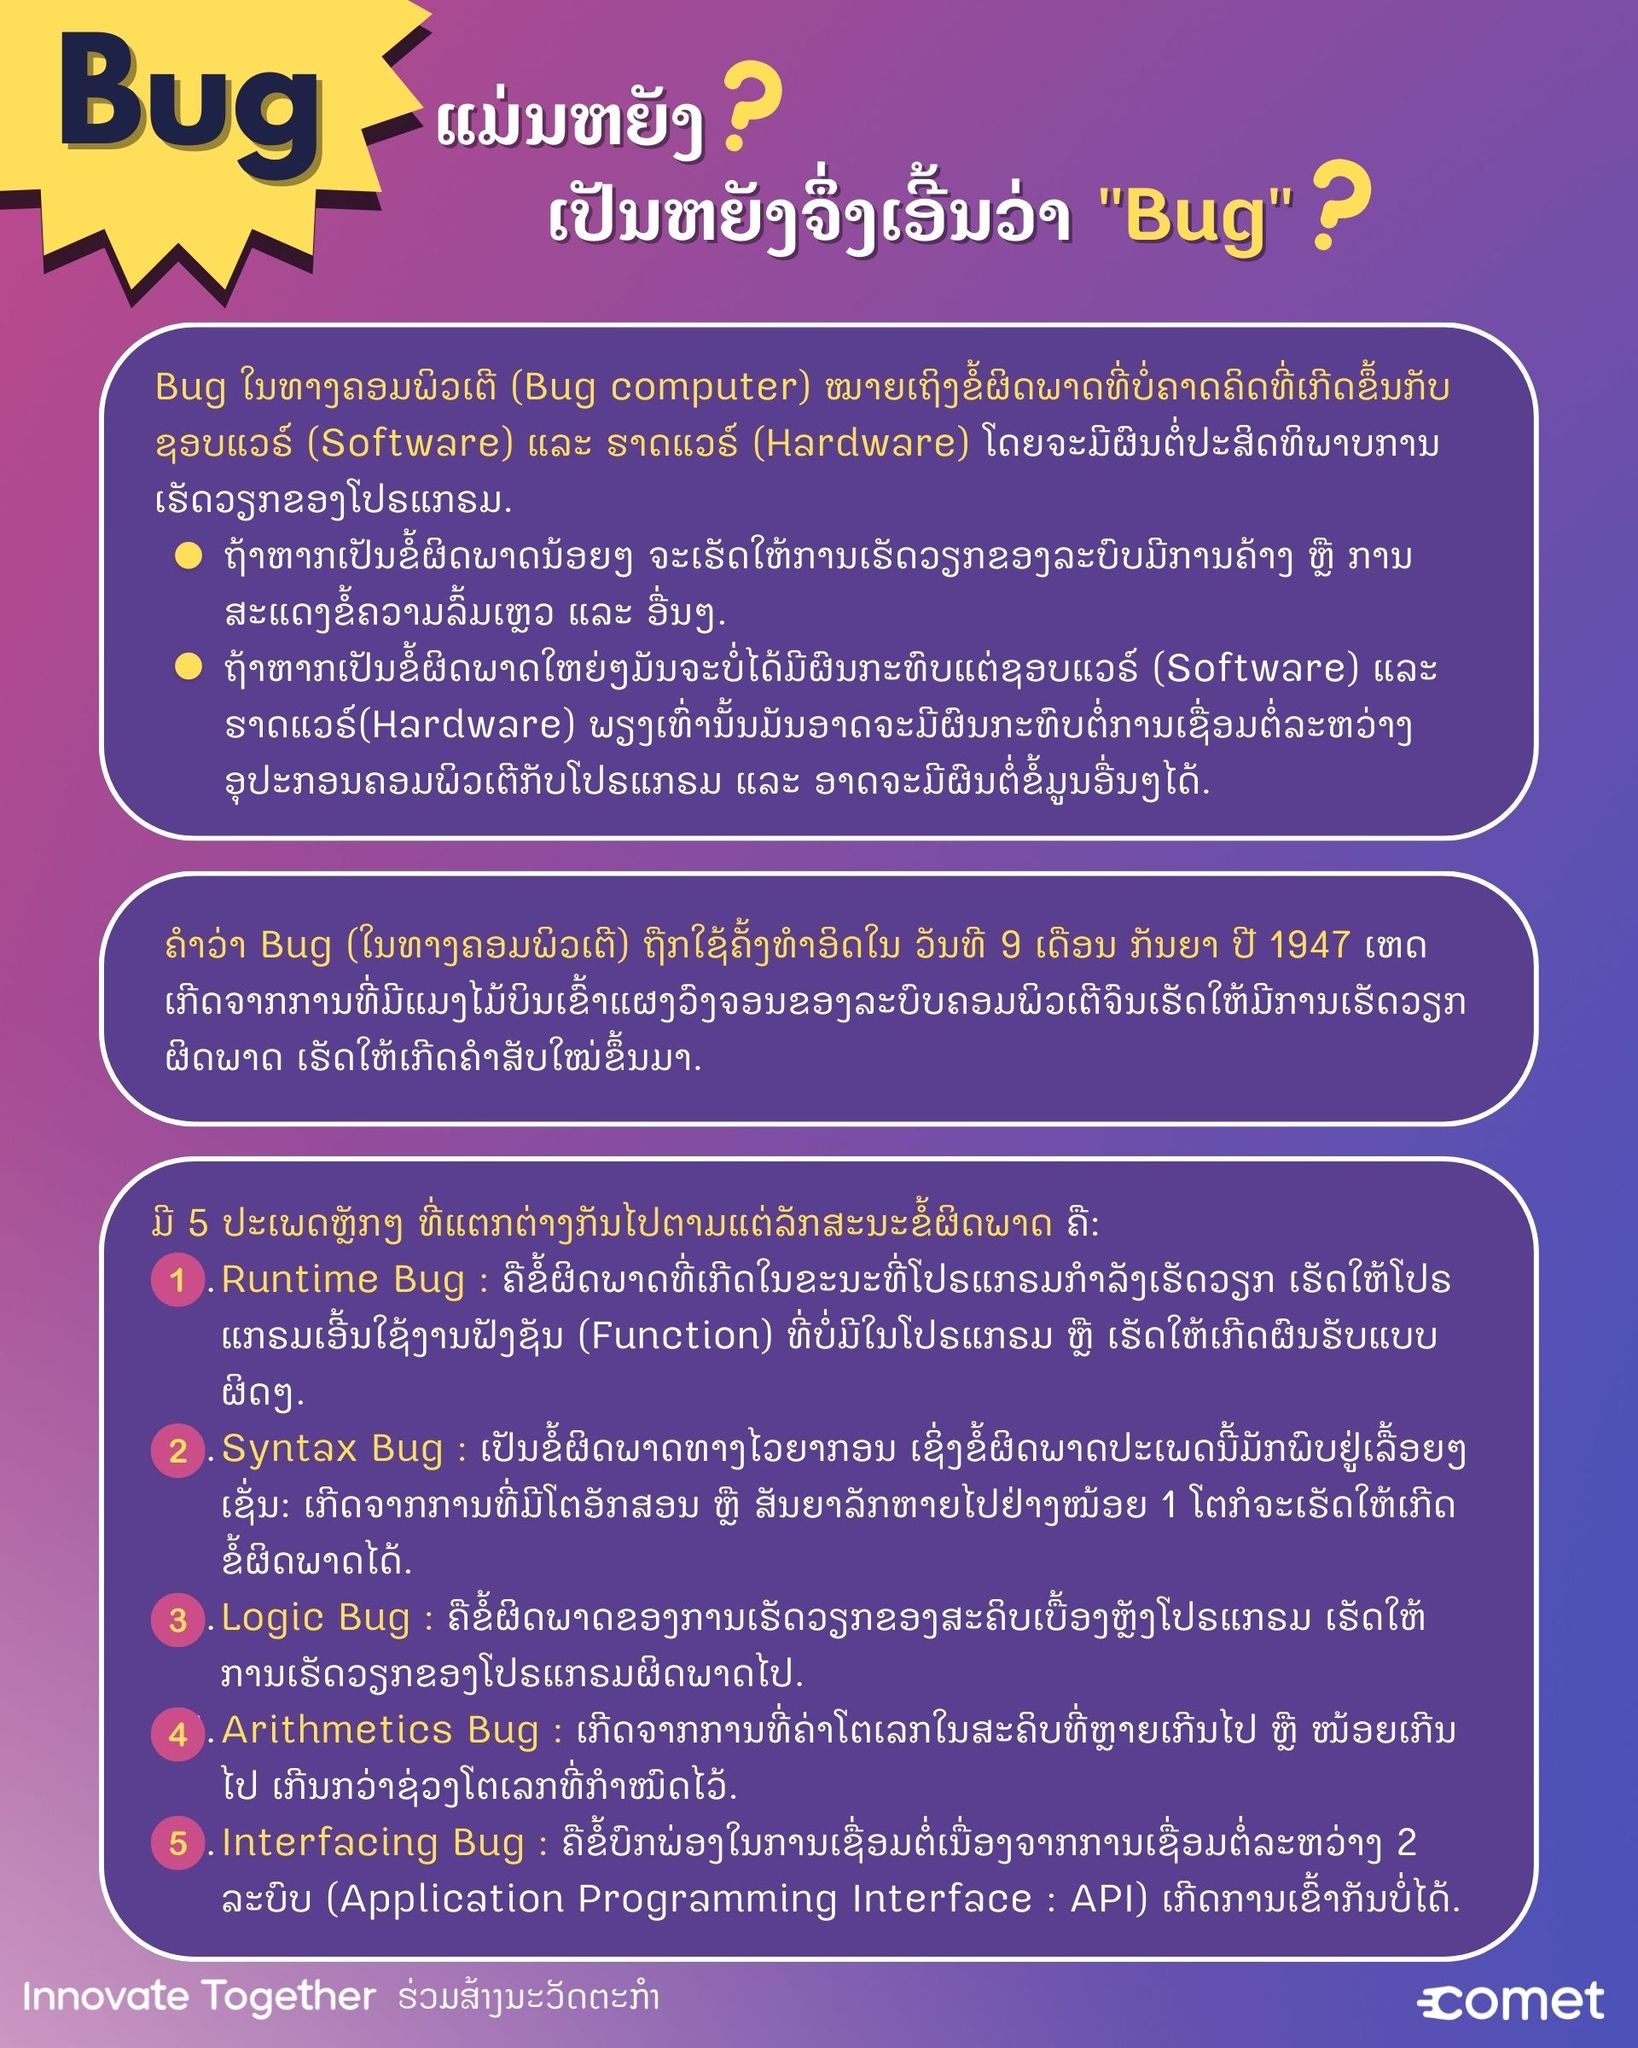 Bug ແມ່ນຫຍັງ?
ເປັນຫຍັງຈຶ່ງເອີ້ນວ່າ "Bug"?
Bug ໃນທາງຄອມພິວເຕີ (Bug computer) ໝາຍເຖິງຂໍ້ຜິດພາດທີ່ບໍ່ຄາດຄິດທີ່ເກີດຂຶ້ນກັບ
ຊອບແວຣ໌ (Software) ແລະ ຮາດແວຣ໌ (Hardware) ໂດຍຈະມີຜົນຕໍ່ປະສິດທິພາບການ
ເຮັດວຽກຂອງໂປຣແກຣມ.
ຖ້າຫາກເປັນຂໍ້ຜິດພາດນ້ອຍໆ ຈະເຮັດໃຫ້ການເຮັດວຽກຂອງລະບົບມີການຄ້າງ ຫຼື ການ
ສະແດງຂໍ້ຄວາມລົ້ມເຫຼວ ແລະ ອື່ນໆ.
ຖ້າຫາກເປັນຂໍ້ຜິດພາດໃຫຍ່ໆມັນຈະບໍ່ໄດ້ມີຜົນກະທົບແຕ່ຊອບແວຣ໌ (Software) ແລະ
ຮາດແວຣ໌(Hardware) ພຽງເທົ່ານັ້ນມັນອາດຈະມີຜົນກະທົບຕໍ່ການເຊື່ອມຕໍ່ລະຫວ່າງ
ອຸປະກອນຄອມພິວເຕີກັບໂປຣແກຣມ ແລະ ອາດຈະມີຜົນຕໍ່ຂໍ້ມູນອື່ນໆໄດ້.
ຄຳວ່າ Bug (ໃນທາງຄອມພິວເຕີ) ຖືກໃຊ້ຄັ້ງທຳອິດໃນ ວັນທີ 9 ເດືອນ ກັນຍາ ປີ 1947 ເຫດ
ເກີດຈາກການທີ່ມີແມງໄມ້ບິນເຂົ້າແຜງວົງຈອນຂອງລະບົບຄອມພິວເຕີຈົນເຮັດໃຫ້ມີການເຮັດວຽກ
ຜິດພາດ ເຮັດໃຫ້ເກີດຄຳສັບໃໝ່ຂຶ້ນມາ.
ມີ 5 ປະເພດຫຼັກໆ ທີ່ແຕກຕ່າງກັນໄປຕາມແຕ່ລັກສະນະຂໍ້ຜິດພາດ ຄື:
1. Runtime Bug : ຄືຂໍ້ຜິດພາດທີ່ເກີດໃນຂະນະທີ່ໂປຣແກຣມກຳລັງເຮັດວຽກ ເຮັດໃຫ້ໂປຣ
ແກຣມເອີ້ນໃຊ້ງານຟັງຊັນ (Function) ທີ່ບໍ່ມີໃນໂປຣແກຣມ ຫຼື ເຮັດໃຫ້ເກີດຜົນຮັບແບບ
ຜິດໆ.
2. Syntax Bug : ເປັນຂໍ້ຜິດພາດທາງໄວຍາກອນ ເຊິ່ງຂໍ້ຜິດພາດປະເພດນີ້ມັກພົບຢູ່ເລື້ອຍໆ
ເຊັ່ນ: ເກີດຈາກການທີ່ມີໂຕອັກສອນ ຫຼື ສັນຍາລັກຫາຍໄປຢ່າງໜ້ອຍ 1 ໂຕກໍຈະເຮັດໃຫ້ເກີດ
ຂໍ້ຜິດພາດໄດ້.
3. Logic Bug : ຄືຂໍ້ຜິດພາດຂອງການເຮັດວຽກຂອງສະຄິບເບື້ອງຫຼັງໂປຣແກຣມ ເຮັດໃຫ້
ການເຮັດວຽກຂອງໂປຣແກຣມຜິດພາດໄປ.
4. Arithmetics Bug : ເກີດຈາກການທີ່ຄ່າໂຕເລກໃນສະຄິບທີ່ຫຼາຍເກີນໄປ ຫຼື ໜ້ອຍເກີນ
ໄປ ເກີນກວ່າຊ່ວງໂຕເລກທີ່ກຳໜົດໄວ້.
5. Interfacing Bug : ຄືຂໍ້ບົກພ່ອງໃນການເຊື່ອມຕໍ່ເນື່ອງຈາກການເຊື່ອມຕໍ່ລະຫວ່າງ 2
ລະບົບ (Application Programming Interface : API) ເກີດການເຂົ້າກັນບໍ່ໄດ້.
Innovate Together ຮ່ວມສ້າງນະວັດຕະກຳ
comet